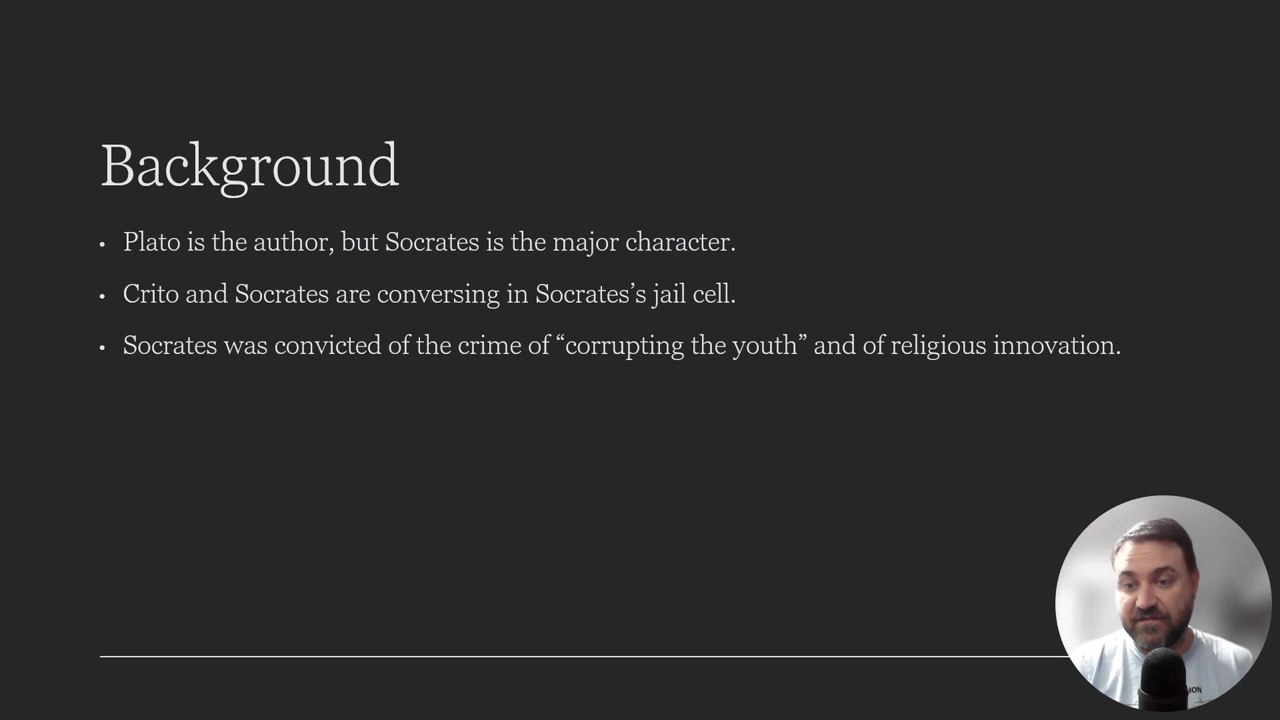 Background
• Plato is the author, but Socrates is the major character.
• Crito and Socrates are conversing in Socrates’s jail cell.
• Socrates was convicted of the crime of “corrupting the youth” and of religious innovation.